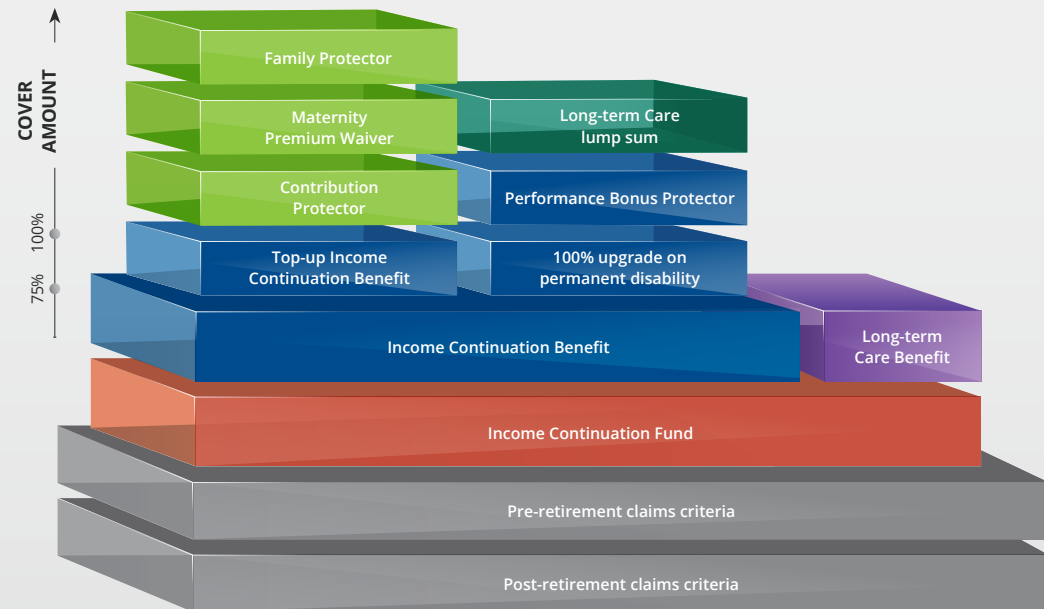 COVER
AMOUNT
100%
75%
Family Protector
Maternity
Premium Waiver
Long-term Care
lump sum
Contribution
Protector
Performance Bonus Protector
Top-up Income
Continuation Benefit
100% upgrade on
permanent disability
Income Continuation Benefit
Long-term
Care Benefit
Income Continuation Fund
Pre-retirement claims criteria
Post-retirement claims criteria